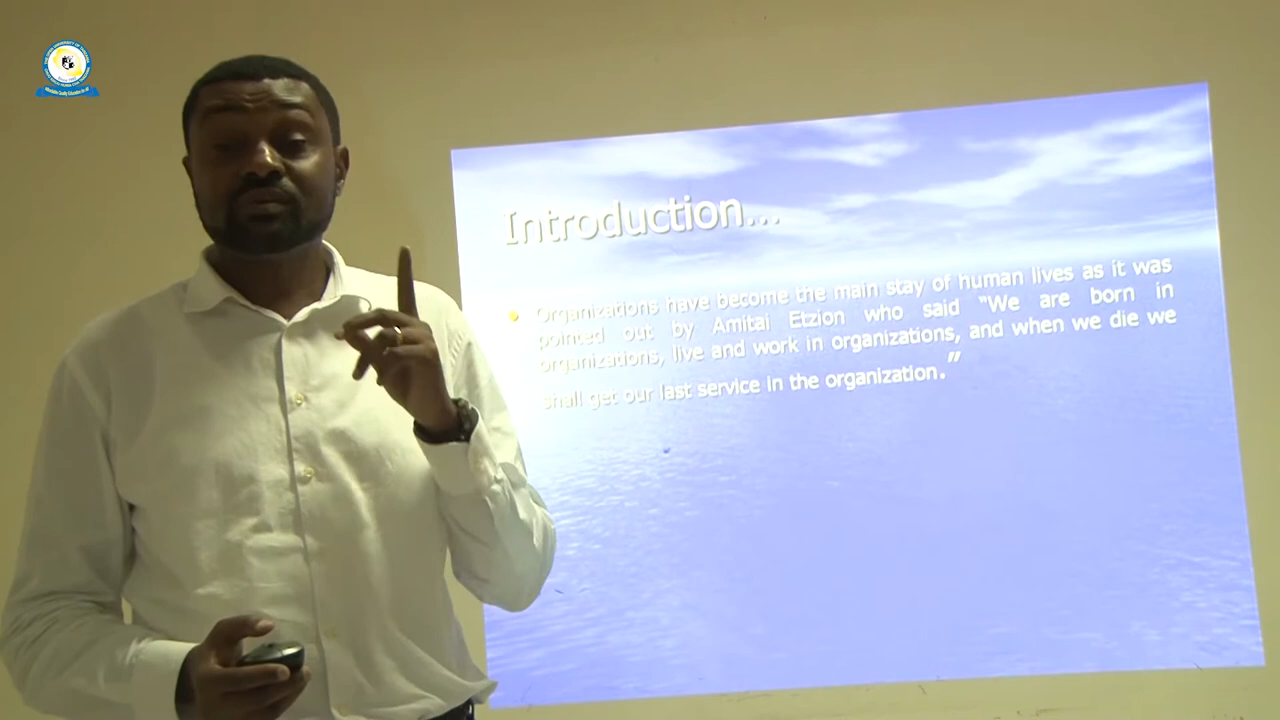 Introduction...
Organizations have become the main stay of human lives as it was
pointed out by Amitai Etzion who said "We are born in
organizations, live and work in organizations, and when we die we
shall get our last service in the organization."